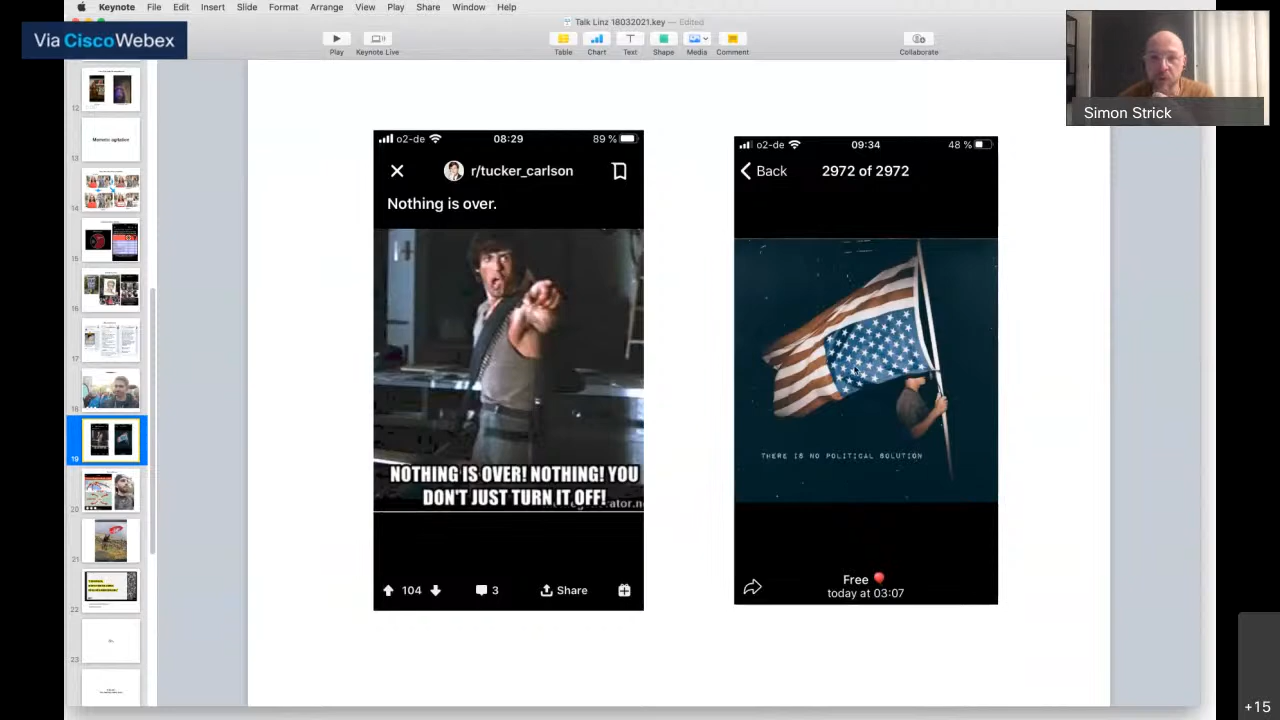 Keynote File Edit Insert Slide Format Arrange View Play Share Window Help
Via CiscoWebex
Talk Linz 18032021.key — Edited
Play
Keynote Live
Table
Chart
Text
Shape
Media
Comment
Collaborate
Simon Strick
12
Memetic agitation
13
14
15
16
17
18
19
20
21
22
23
o2-de
08:29
89 %
r/tucker_carlson
Nothing is over.
NOTHING IS OVER! NOTHING! YOU
DON'T JUST TURN IT OFF!
104
3
Share
o2-de
09:34
48 %
Back
2972 of 2972
THERE IS NO POLITICAL SOLUTION
Free
today at 03:07
+15